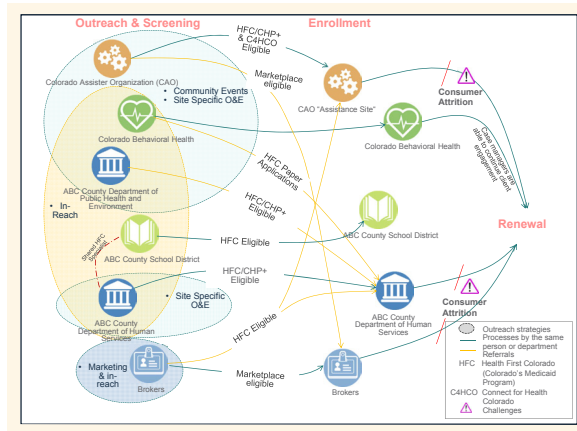 Outreach & Screening
Enrollment
HFC/CHP+
& C4HCO
Eligible
Colorado Assister Organization (CAO)
Marketplace
eligible
• Community Events
• Site Specific O&E
CAO "Assistance Site"
Consumer
Attrition
Colorado Behavioral Health
Colorado Behavioral Health
Case managers are
able to continue client
engagement
HFC Paper
Applications
ABC County Department of
Public Health and
Environment
• In-
Reach
HFC/CHP+
Eligible
Renewal
Shared HFC
Specialist
ABC County School District
HFC Eligible
ABC County School District
HFC/CHP+
Eligible
• Site Specific
O&E
ABC County
Department of Human
Services
ABC County
Department of Human
Services
Consumer
Attrition
HFC Eligible
• Marketing
& in-
reach
Brokers
Marketplace
eligible
Brokers
Outreach strategies
Processes by the same
person or department
Referrals
HFC Health First Colorado
(Colorado's Medicaid
Program)
C4HCO Connect for Health
Colorado
Challenges